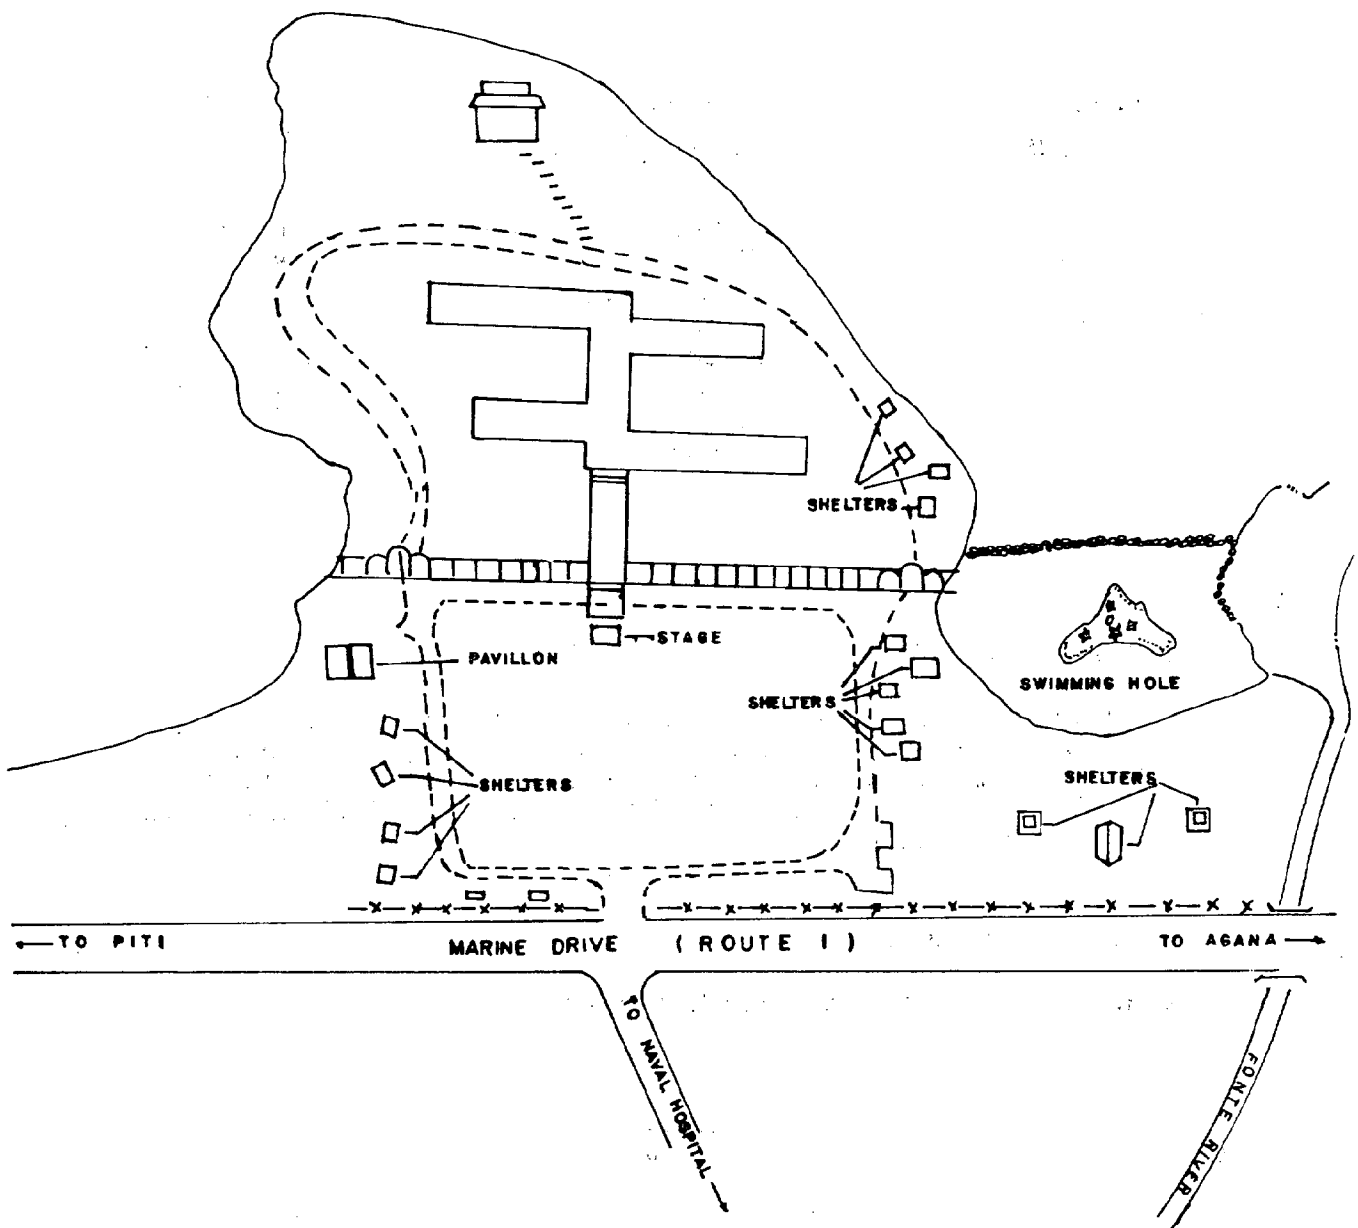 SHELTERS
STAGE
PAVILLON
SWIMMING HOLE
SHELTERS
SHELTERS
SHELTERS
TO PITI
MARINE DRIVE (ROUTE 1)
TO AGANA
TO NAVAL HOSPITAL
FONTE RIVER